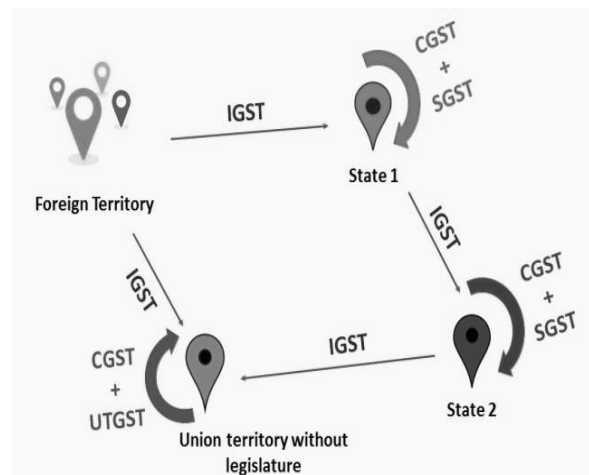 CGST
+
SGST
IGST
State 1
Foreign Territory
IGST
IGST
CGST
+
SGST
CGST
+
UTGST
IGST
State 2
Union territory without
legislature